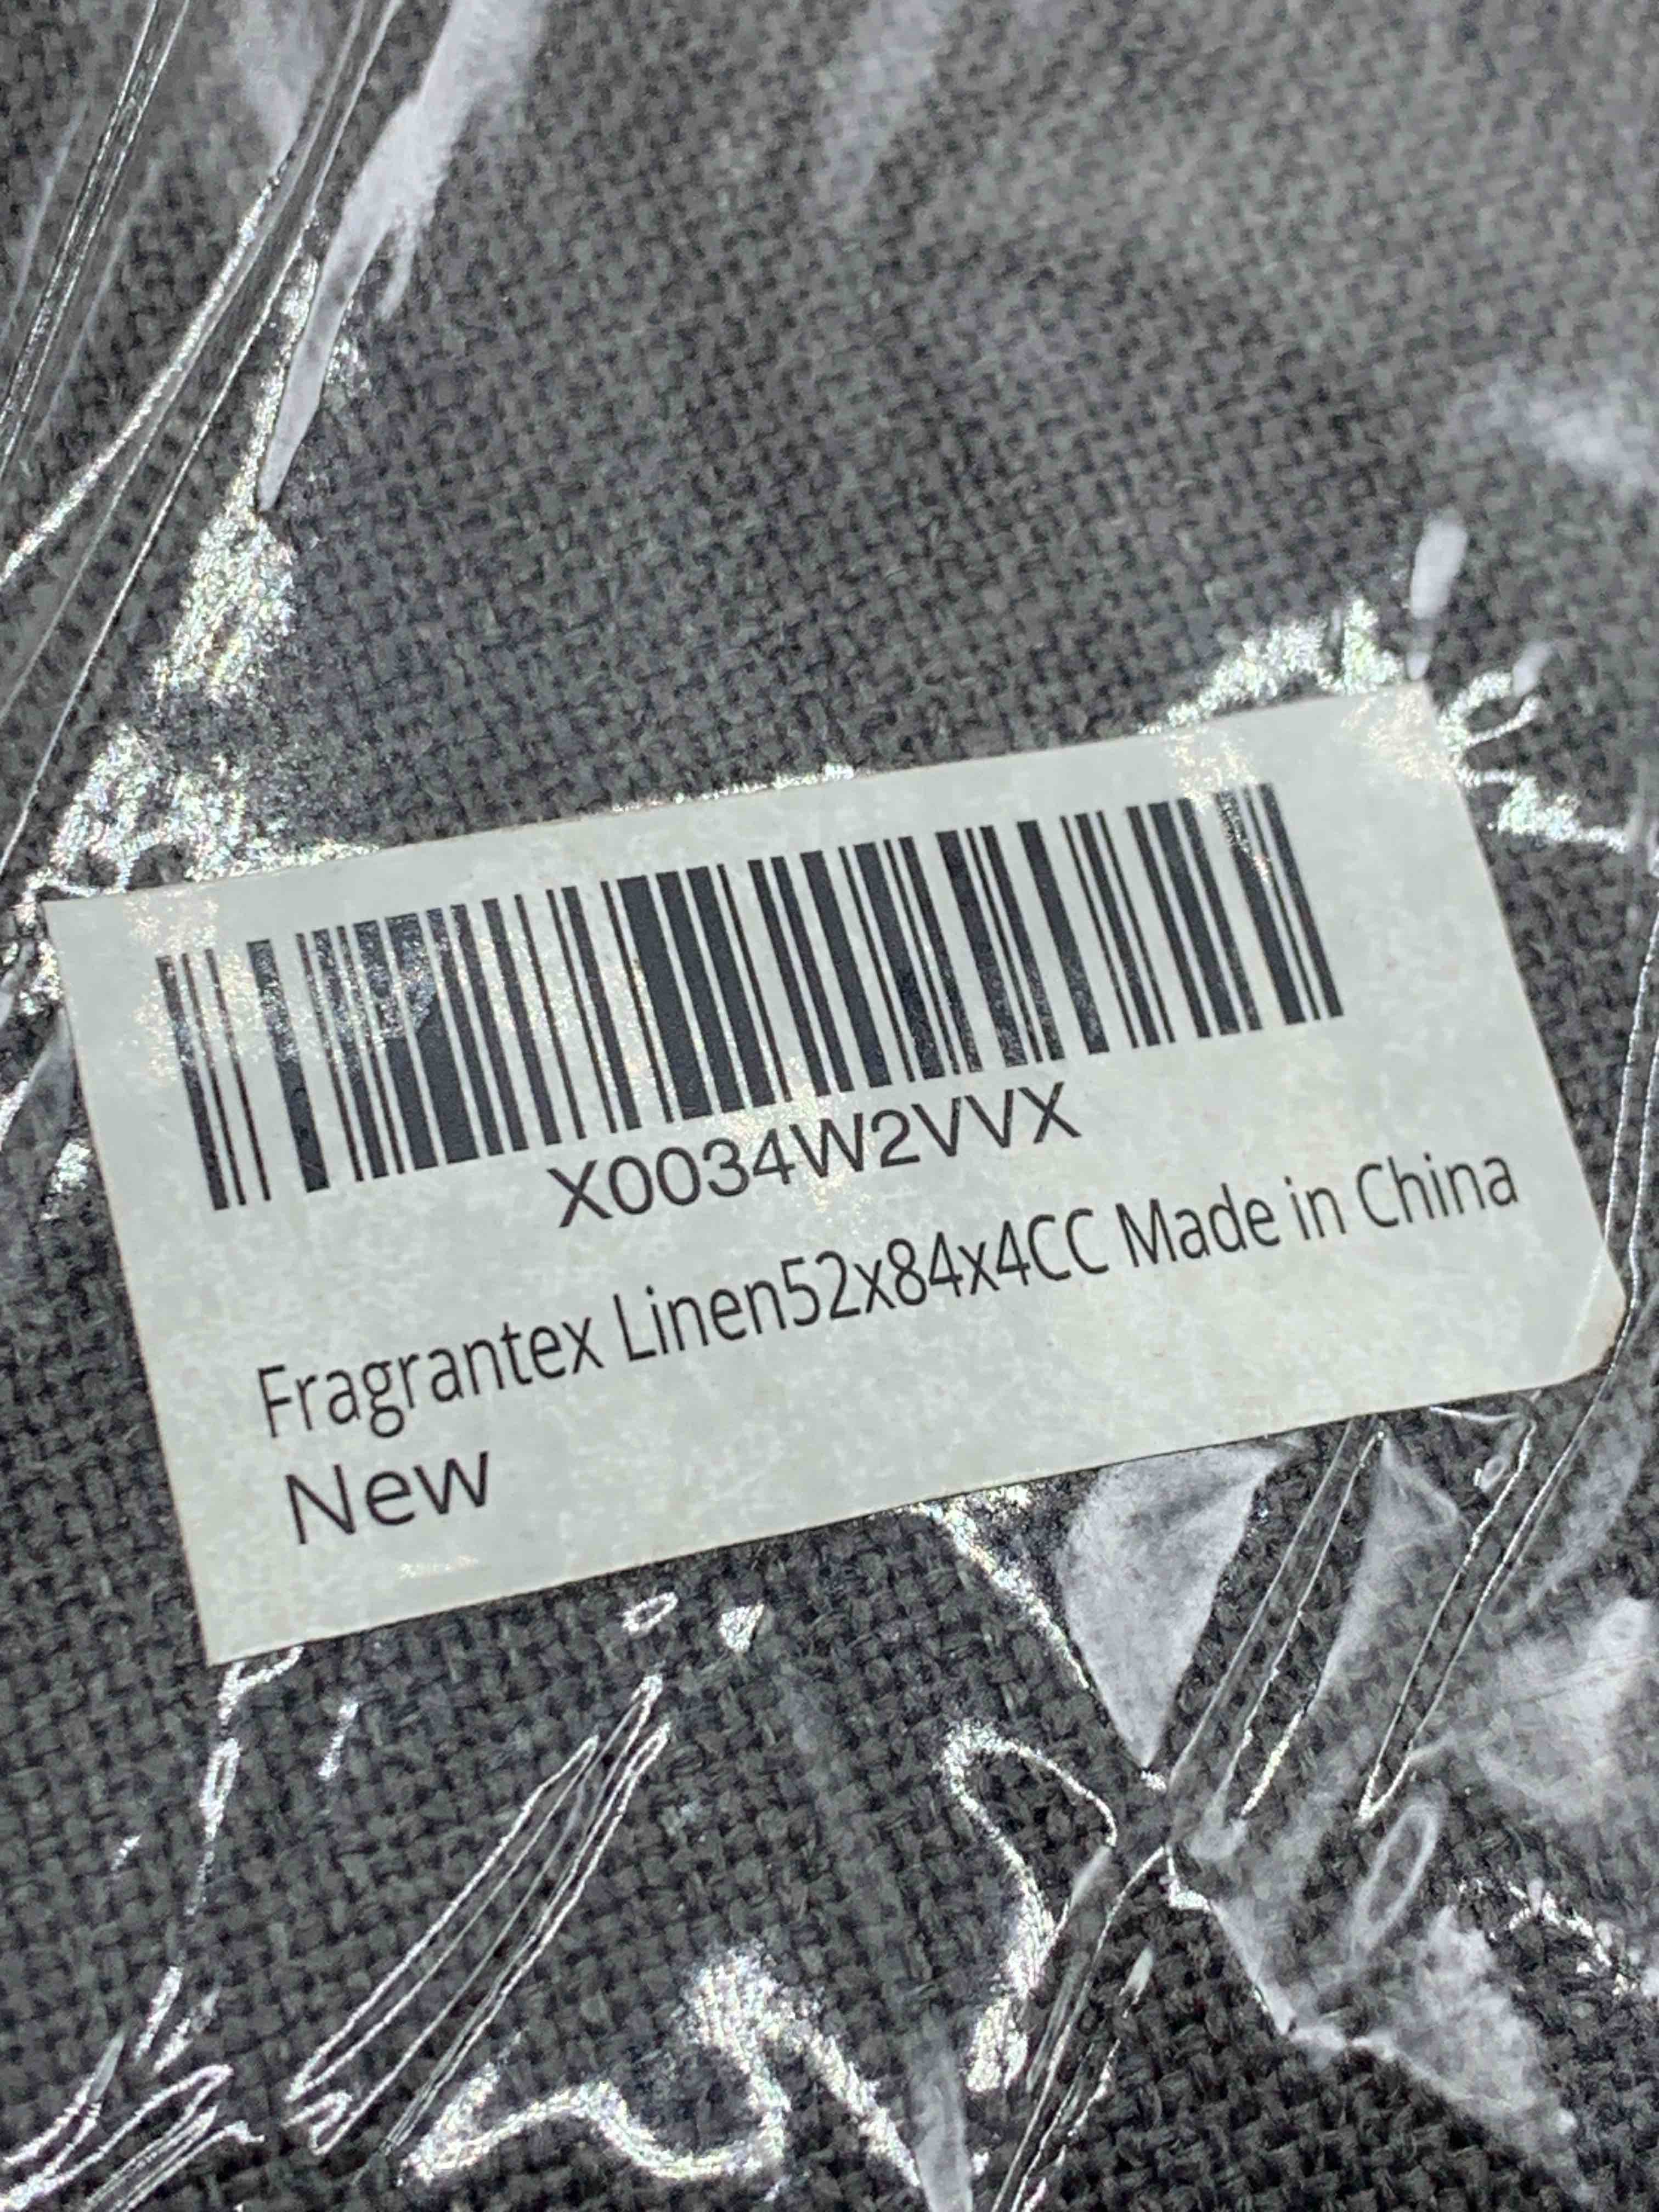 X0034W2VVX
Fragrantex Linen52x84x4CC Made in China
New